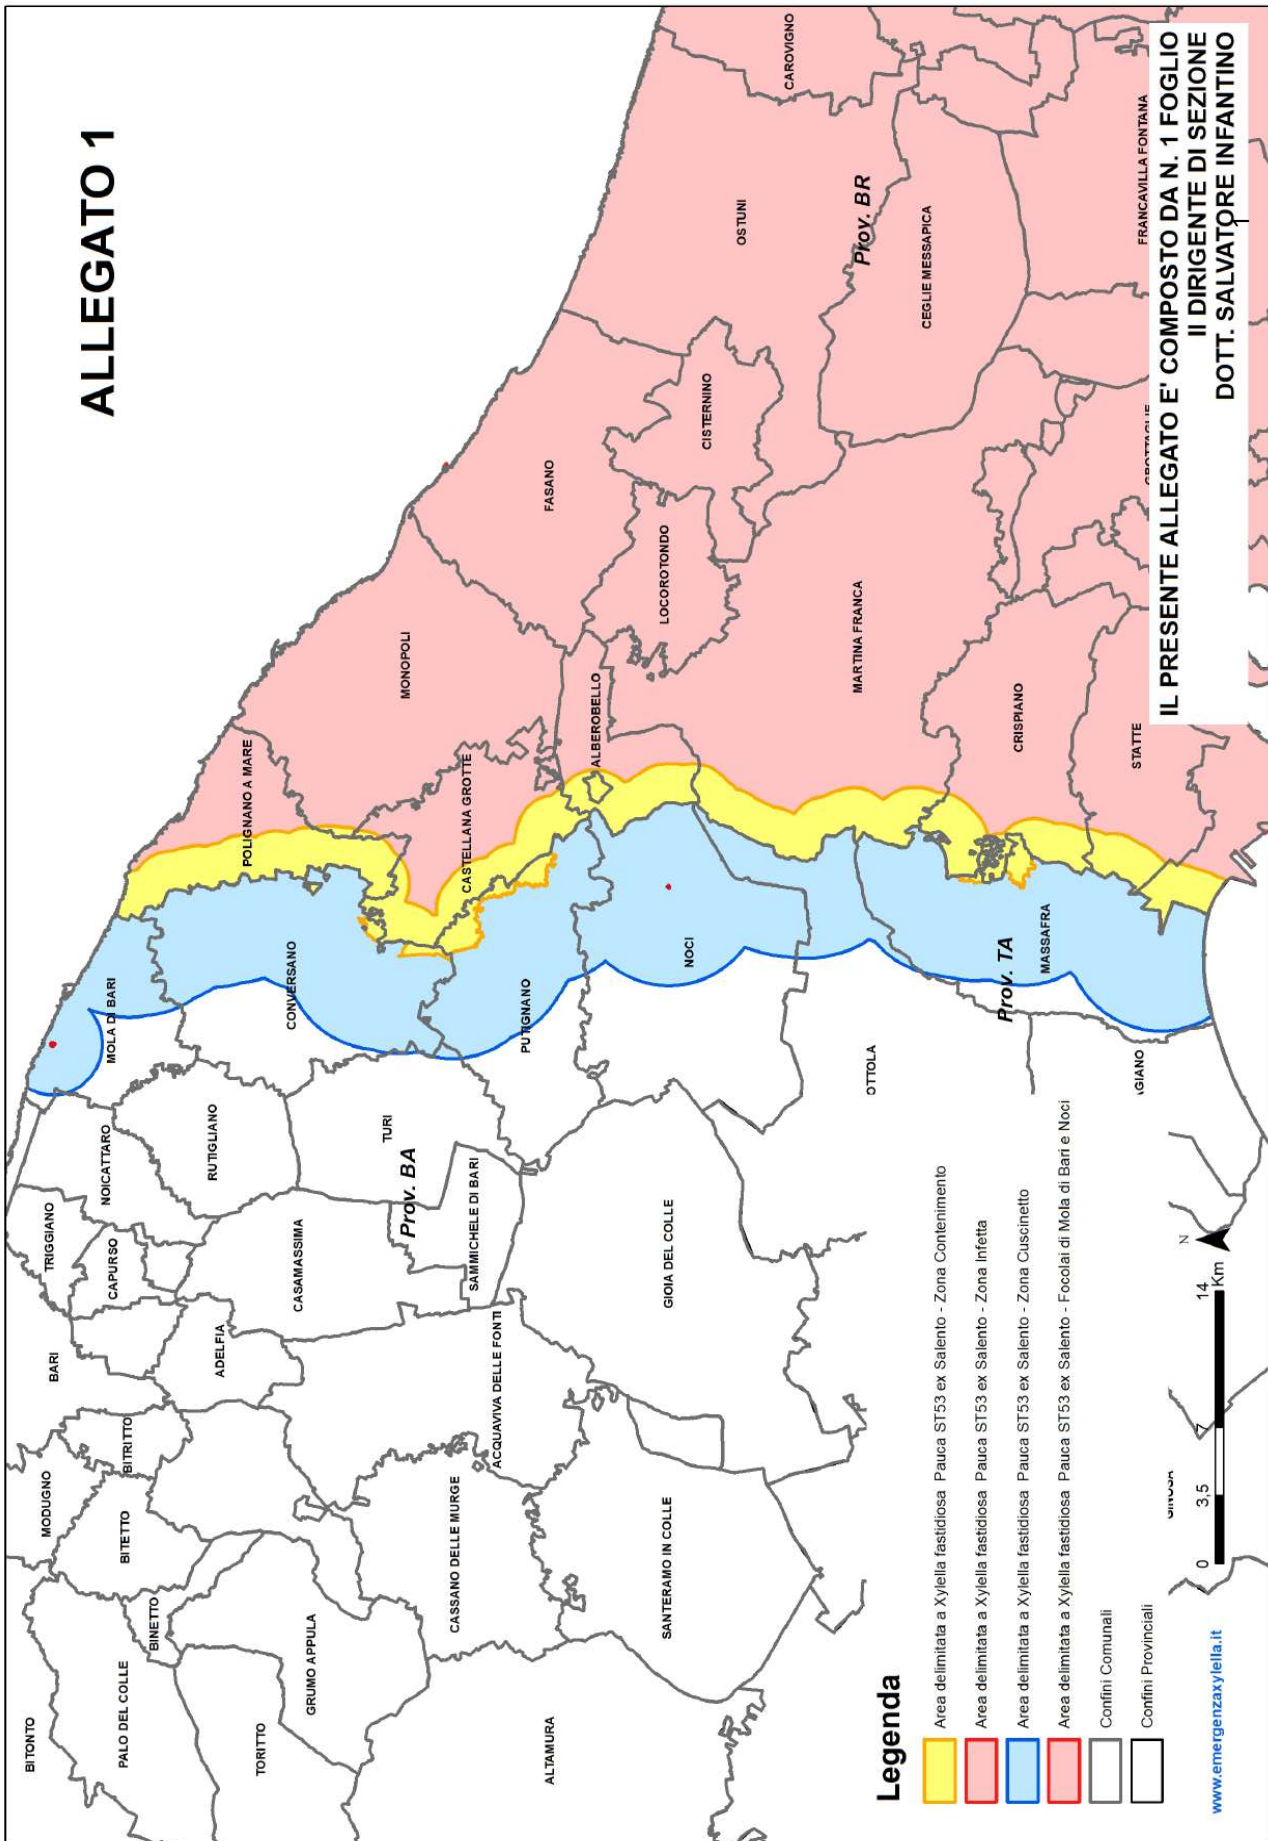 ALLEGATO 1
BITONTO
MODUGNO
BARI
TRIGGIANO
PALO DEL COLLE
BITETTO
BITRITTO
CAPURSO
NOICATTARO
MOLA DI BARI
BINETTO
ADELFIA
RUTIGLIANO
POLIGNANO A MARE
TORITTO
GRUMO APPULA
CASAMASSIMA
CONVERSANO
TURI
Prov. BA
MONOPOLI
CASSANO DELLE MURGE
SAMMICHELE DI BARI
ACQUAVIVA DELLE FONTI
CASTELLANA GROTTE
PUTIGNANO
FASANO
ALTAMURA
ALBEROBELLO
SANTERAMO IN COLLE
GIOIA DEL COLLE
NOCI
LOCOROTONDO
CISTERNINO
OSTUNI
CAROVIGNO
Prov. BR
OTTOLA
MARTINA FRANCA
CEGLIE MESSAPICA
Prov. TA
MASSAFRA
CRISPIANO
STATTE
FRANCAVILLA FONTANA
GIANO
IL PRESENTE ALLEGATO E' COMPOSTO DA N. 1 FOGLIO
Il DIRIGENTE DI SEZIONE
DOTT. SALVATORE INFANTINO
1
Legenda
Area delimitata a Xylella fastidiosa Pauca ST53 ex Salento - Zona Contenimento
Area delimitata a Xylella fastidiosa Pauca ST53 ex Salento - Zona Infetta
Area delimitata a Xylella fastidiosa Pauca ST53 ex Salento - Zona Cuscinetto
Area delimitata a Xylella fastidiosa Pauca ST53 ex Salento - Focolai di Mola di Bari e Noci
Confini Comunali
Confini Provinciali
www.emergenzaxylella.it
0 3,5 7 14
Km
N